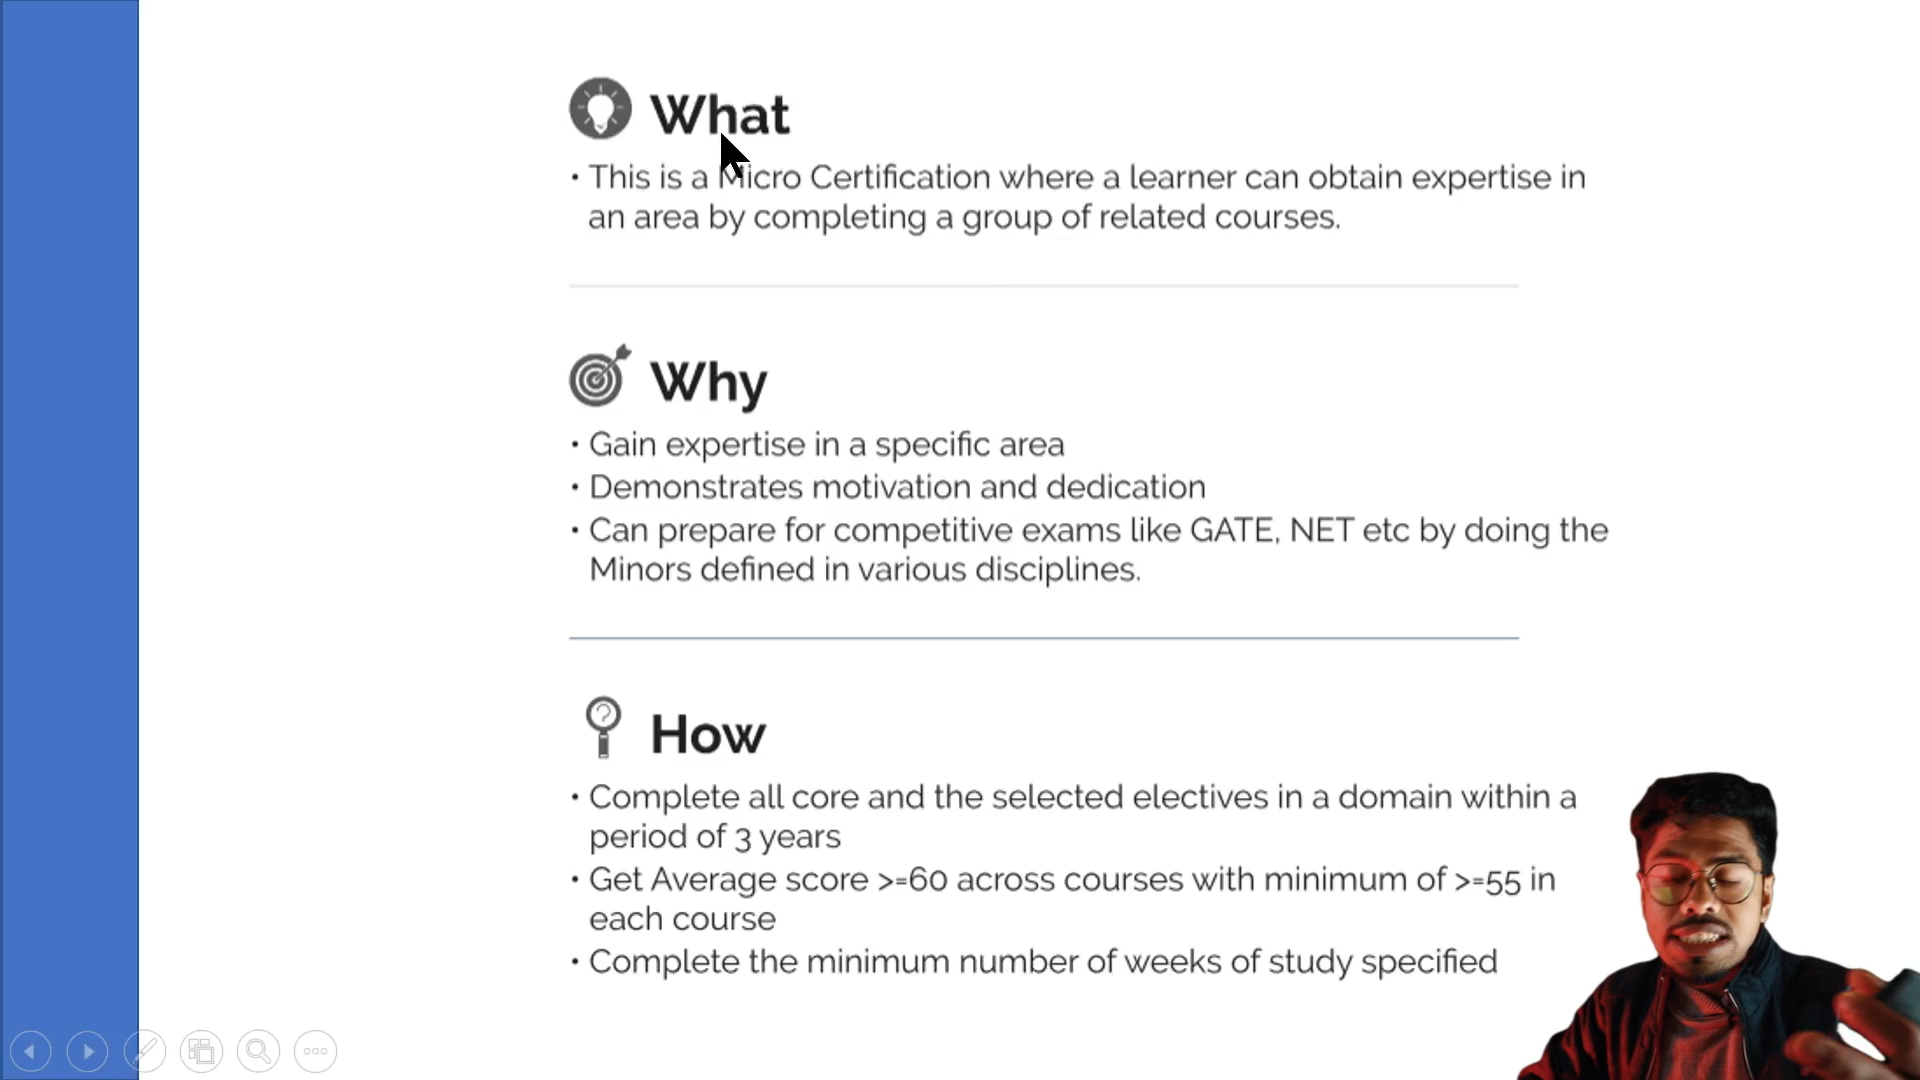 What
• This is a Micro Certification where a learner can obtain expertise in
an area by completing a group of related courses.
Why
• Gain expertise in a specific area
• Demonstrates motivation and dedication
• Can prepare for competitive exams like GATE, NET etc by doing the
Minors defined in various disciplines.
How
• Complete all core and the selected electives in a domain within a
period of 3 years
• Get Average score >=60 across courses with minimum of >=55 in
each course
• Complete the minimum number of weeks of study specified